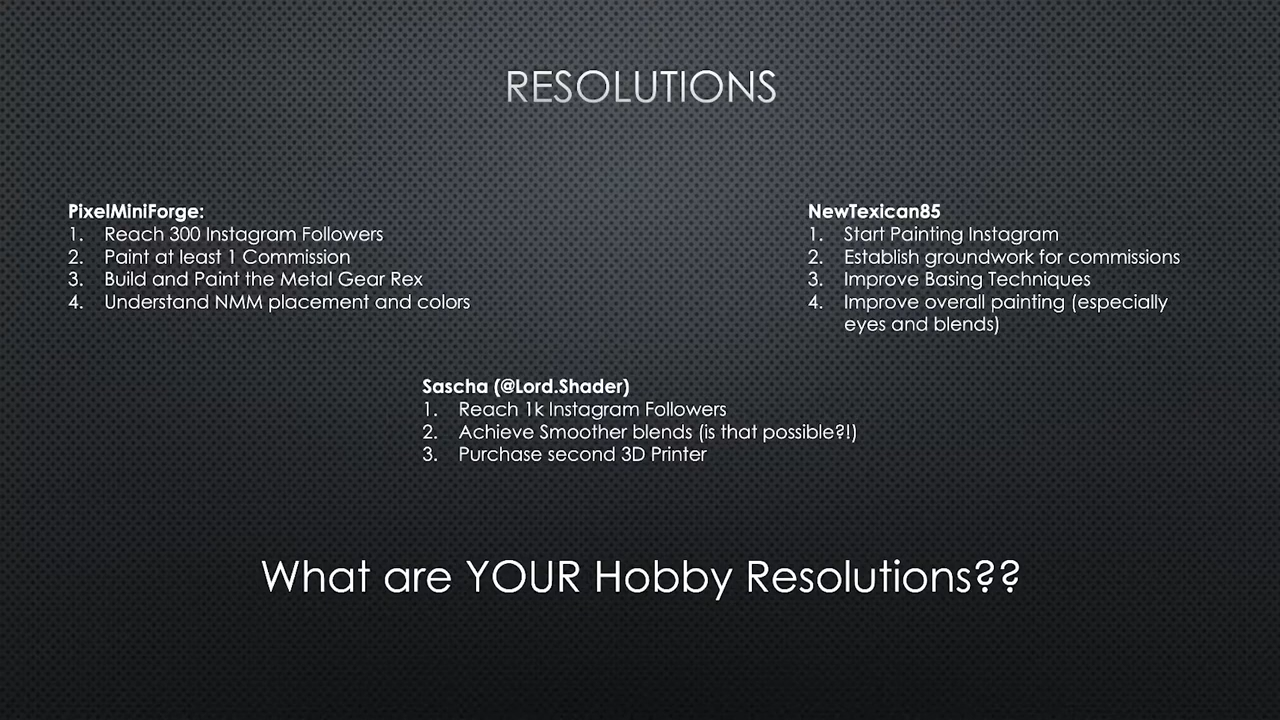 RESOLUTIONS
PixelMiniForge:
1. Reach 300 Instagram Followers
2. Paint at least 1 Commission
3. Build and Paint the Metal Gear Rex
4. Understand NMM placement and colors
NewTexican85
1. Start Painting Instagram
2. Establish groundwork for commissions
3. Improve Basing Techniques
4. Improve overall painting (especially
eyes and blends)
Sascha (@Lord.Shader)
1. Reach 1k Instagram Followers
2. Achieve Smoother blends (is that possible?!)
3. Purchase second 3D Printer
What are YOUR Hobby Resolutions??